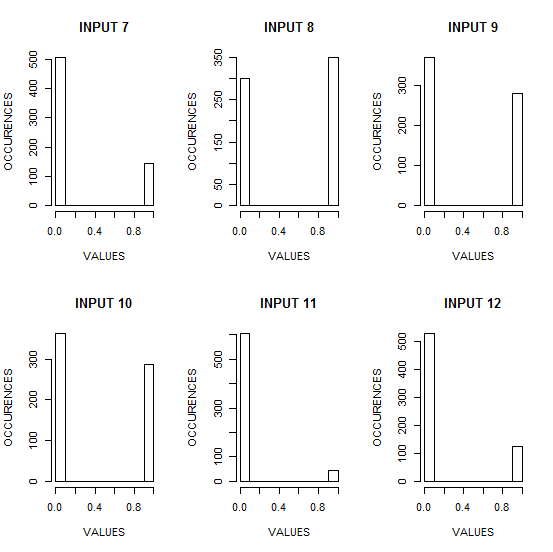 INPUT 7
OCCURENCES
500
400
300
200
100
0
0.0 0.4 0.8
VALUES
INPUT 8
OCCURENCES
350
250
150
50
0
0.0 0.4 0.8
VALUES
INPUT 9
OCCURENCES
300
200
100
0
0.0 0.4 0.8
VALUES
INPUT 10
OCCURENCES
300
200
100
0
0.0 0.4 0.8
VALUES
INPUT 11
OCCURENCES
500
300
100
0
0.0 0.4 0.8
VALUES
INPUT 12
OCCURENCES
500
400
300
200
100
0
0.0 0.4 0.8
VALUES